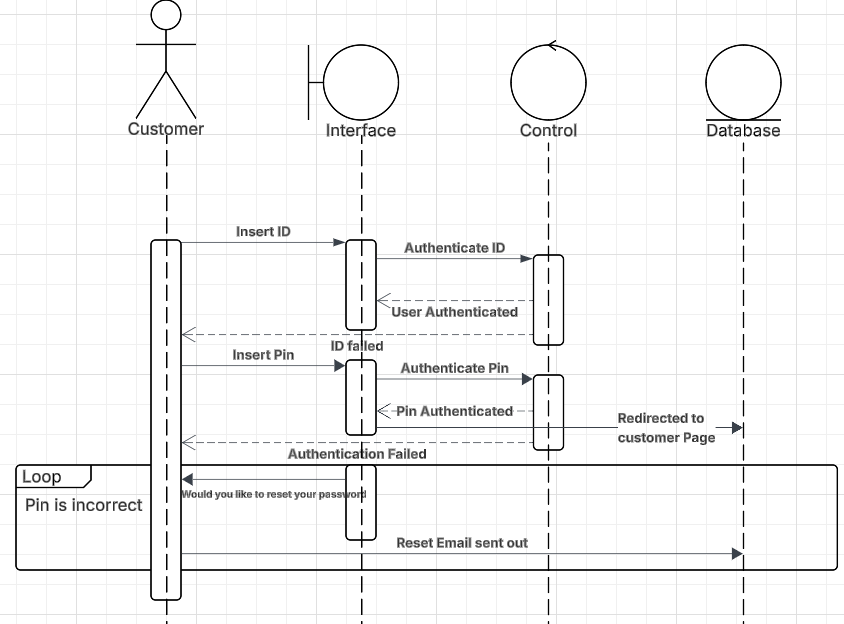 Customer
Interface
Control
Database
Insert ID
Authenticate ID
User Authenticated
ID failed
Insert Pin
Authenticate Pin
Pin Authenticated
Redirected to
customer Page
Authentication Failed
Loop
Would you like to reset your password
Pin is incorrect
Reset Email sent out